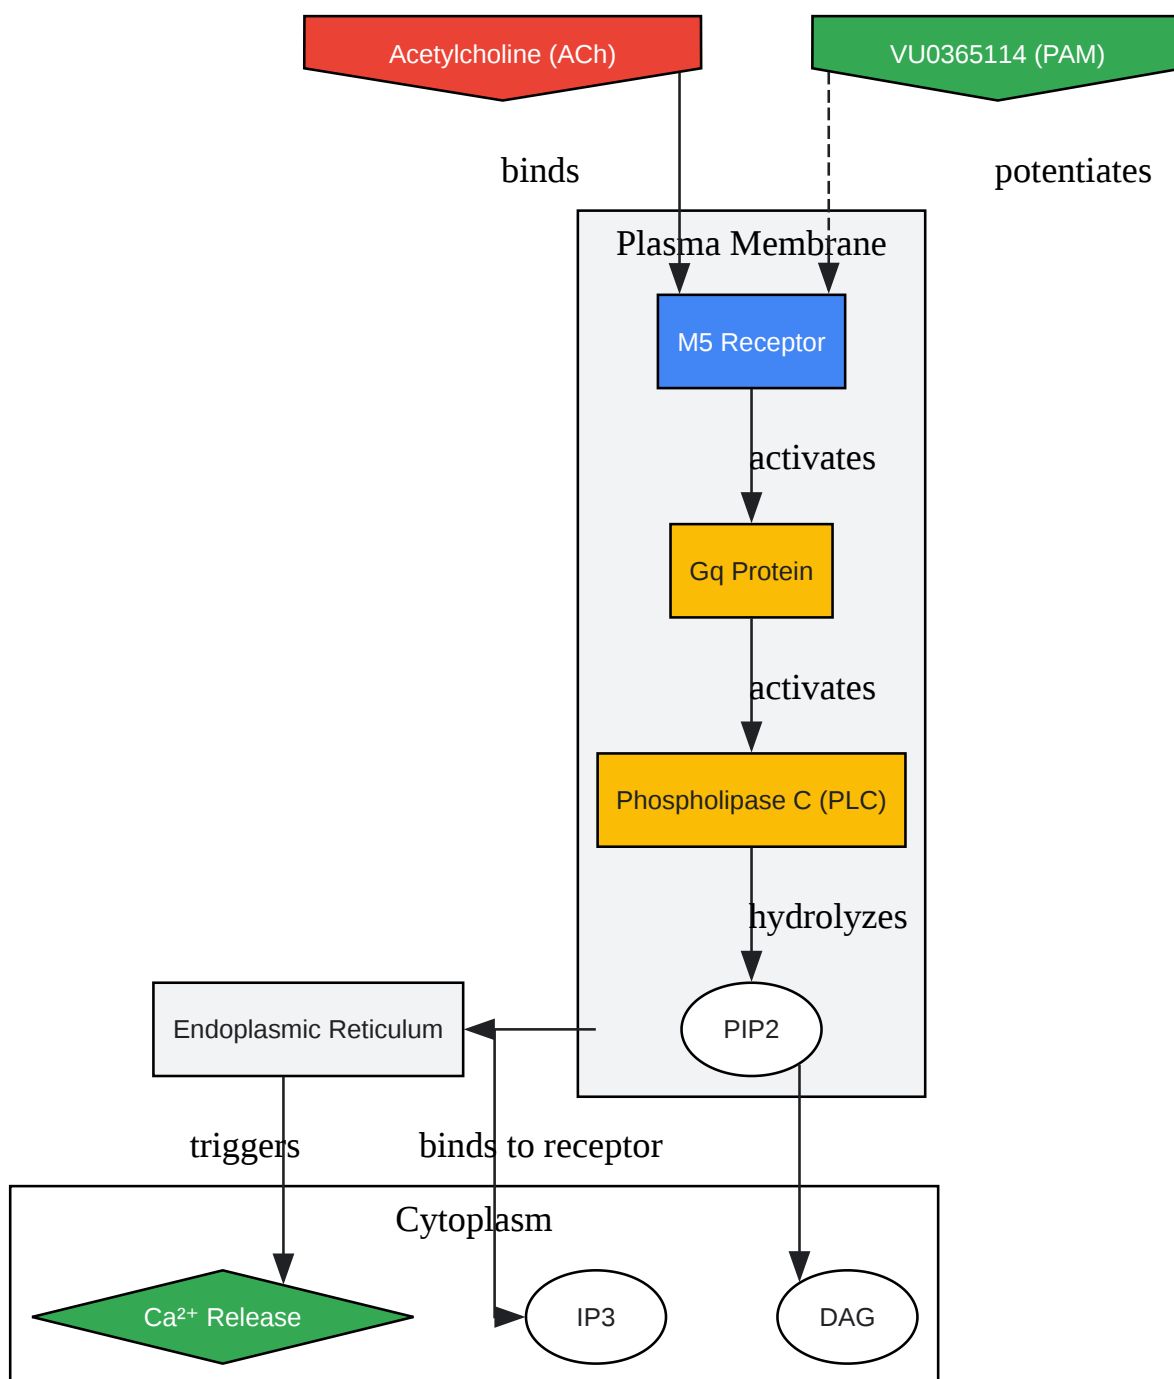 Acetylcholine (ACh)
VU0365114 (PAM)
binds
potentiates
Plasma Membrane
M5 Receptor
activates
Gq Protein
activates
Phospholipase C (PLC)
hydrolyzes
Endoplasmic Reticulum
PIP2
triggers
binds to receptor
Cytoplasm
Ca²⁺ Release
IP3
DAG